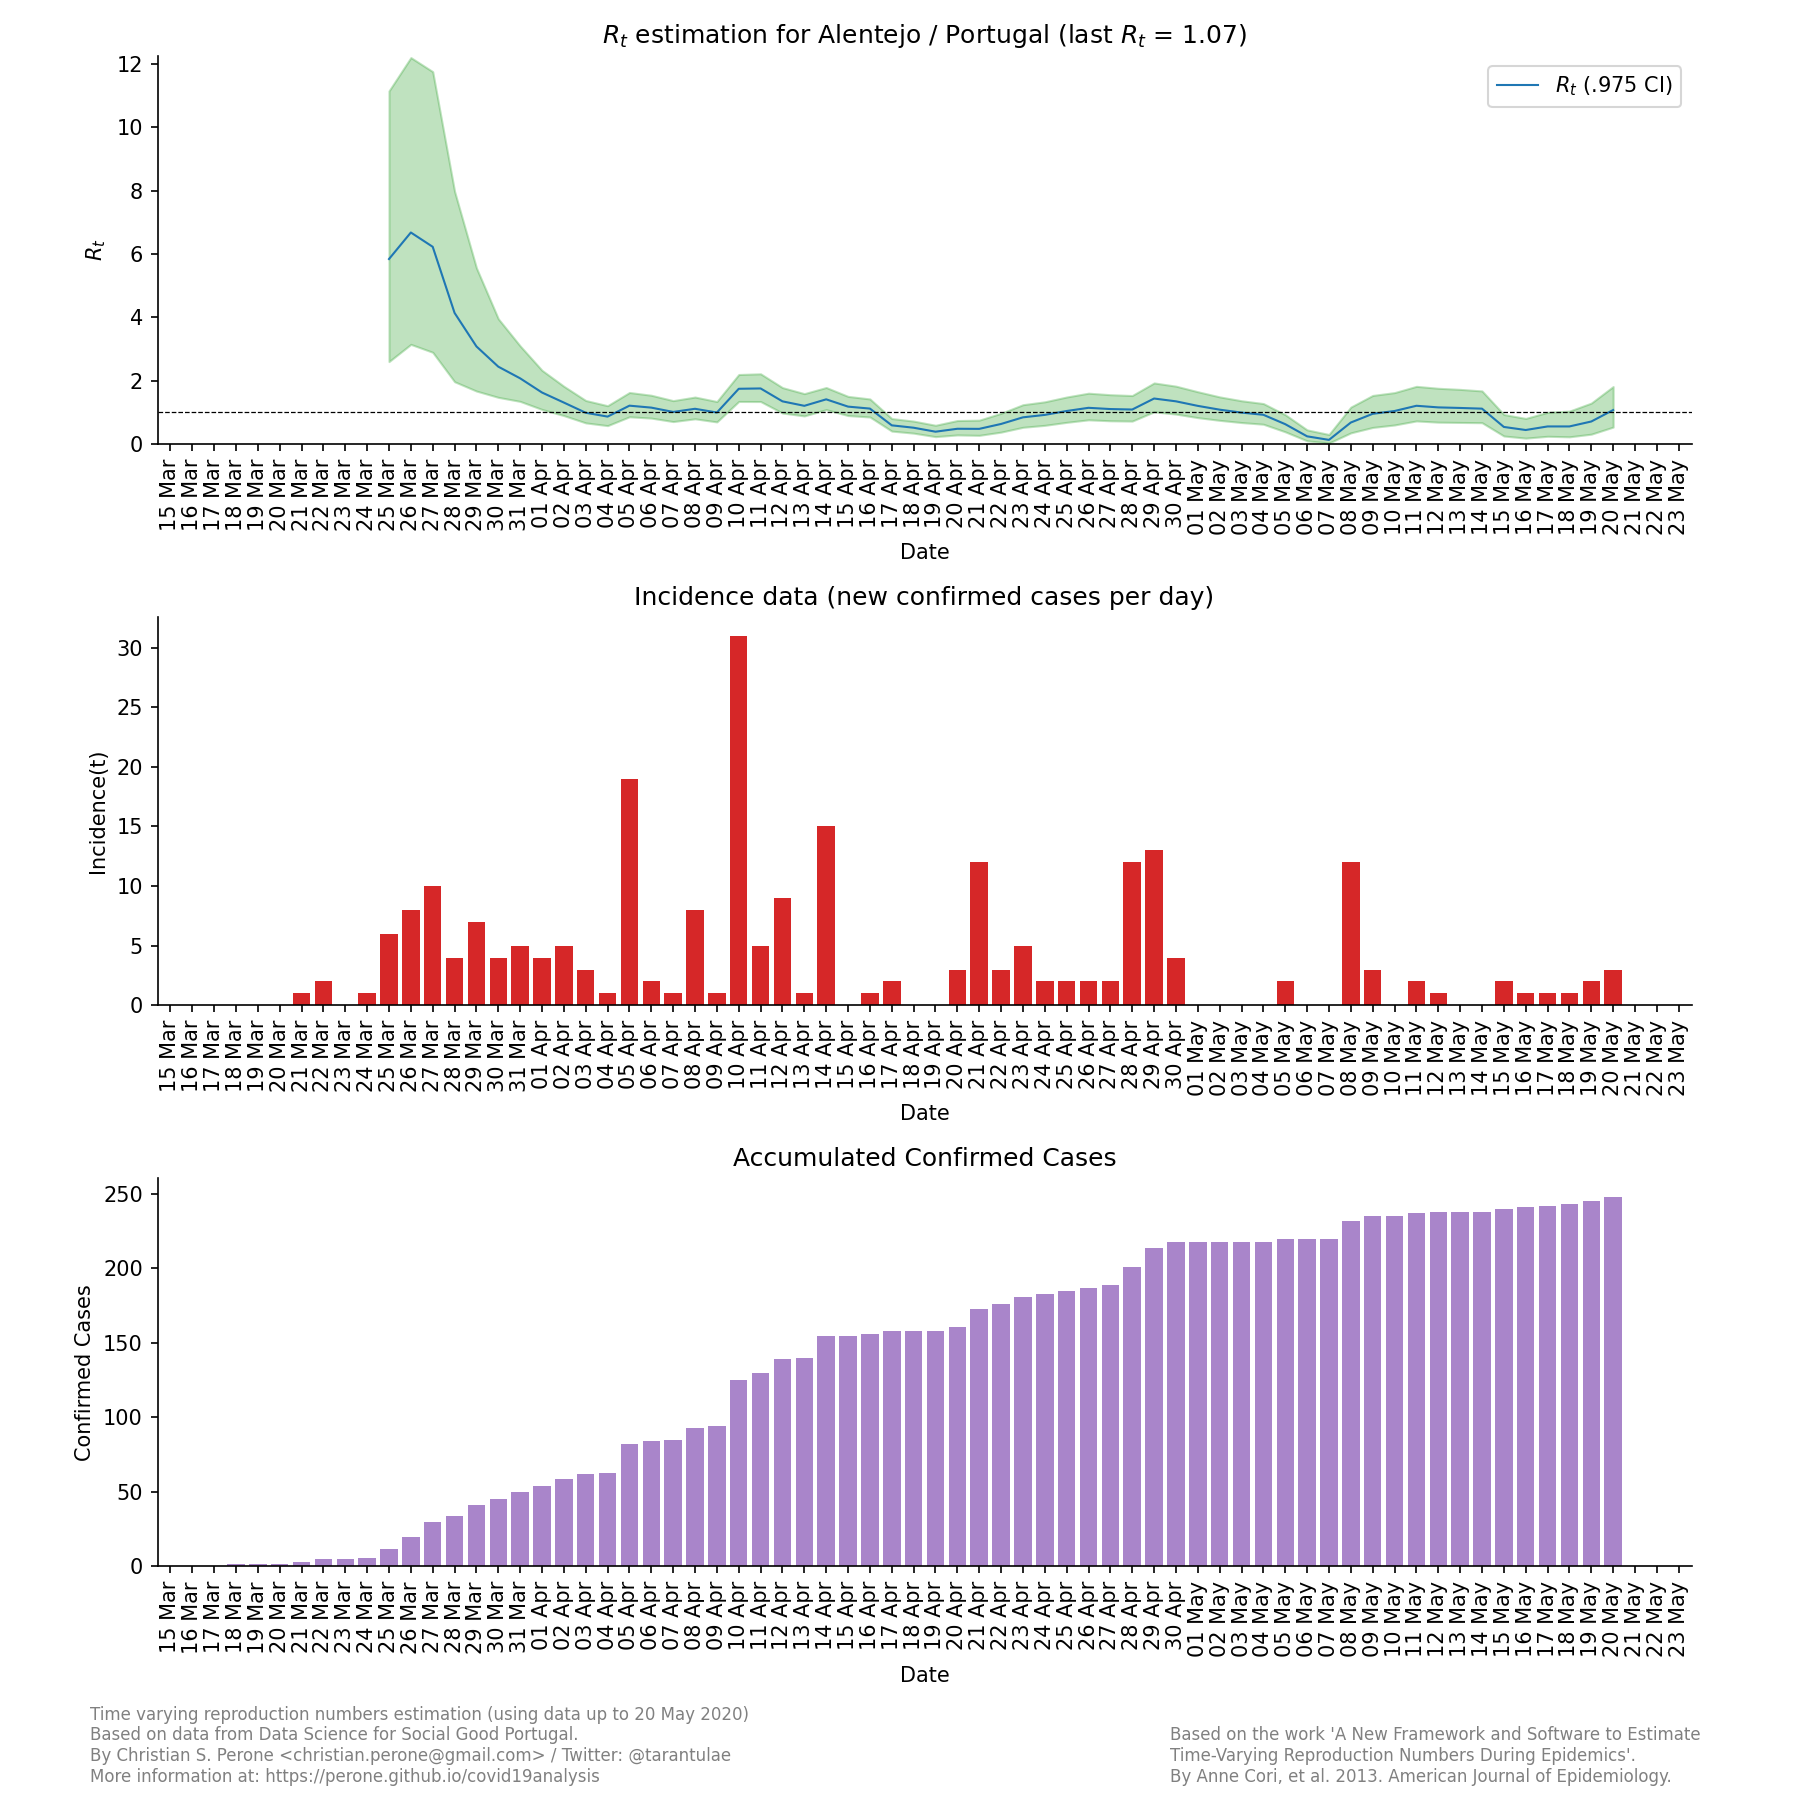 Rt estimation for Alentejo / Portugal (last Rt = 1.07)
12
10
8
6
4
2
0
Rt
Rt (.975 CI)
15 Mar 16 Mar 17 Mar 18 Mar 19 Mar 20 Mar 21 Mar 22 Mar 23 Mar 24 Mar 25 Mar 26 Mar 27 Mar 28 Mar 29 Mar 30 Mar 31 Mar 01 Apr 02 Apr 03 Apr 04 Apr 05 Apr 06 Apr 07 Apr 08 Apr 09 Apr 10 Apr 11 Apr 12 Apr 13 Apr 14 Apr 15 Apr 16 Apr 17 Apr 18 Apr 19 Apr 20 Apr 21 Apr 22 Apr 23 Apr 24 Apr 25 Apr 26 Apr 27 Apr 28 Apr 29 Apr 30 Apr 01 May 02 May 03 May 04 May 05 May 06 May 07 May 08 May 09 May 10 May 11 May 12 May 13 May 14 May 15 May 16 May 17 May 18 May 19 May 20 May 21 May 22 May 23 May
Date
Incidence data (new confirmed cases per day)
30
25
20
15
10
5
0
Incidence(t)
15 Mar 16 Mar 17 Mar 18 Mar 19 Mar 20 Mar 21 Mar 22 Mar 23 Mar 24 Mar 25 Mar 26 Mar 27 Mar 28 Mar 29 Mar 30 Mar 31 Mar 01 Apr 02 Apr 03 Apr 04 Apr 05 Apr 06 Apr 07 Apr 08 Apr 09 Apr 10 Apr 11 Apr 12 Apr 13 Apr 14 Apr 15 Apr 16 Apr 17 Apr 18 Apr 19 Apr 20 Apr 21 Apr 22 Apr 23 Apr 24 Apr 25 Apr 26 Apr 27 Apr 28 Apr 29 Apr 30 Apr 01 May 02 May 03 May 04 May 05 May 06 May 07 May 08 May 09 May 10 May 11 May 12 May 13 May 14 May 15 May 16 May 17 May 18 May 19 May 20 May 21 May 22 May 23 May
Date
Accumulated Confirmed Cases
250
200
150
100
50
0
Confirmed Cases
15 Mar 16 Mar 17 Mar 18 Mar 19 Mar 20 Mar 21 Mar 22 Mar 23 Mar 24 Mar 25 Mar 26 Mar 27 Mar 28 Mar 29 Mar 30 Mar 31 Mar 01 Apr 02 Apr 03 Apr 04 Apr 05 Apr 06 Apr 07 Apr 08 Apr 09 Apr 10 Apr 11 Apr 12 Apr 13 Apr 14 Apr 15 Apr 16 Apr 17 Apr 18 Apr 19 Apr 20 Apr 21 Apr 22 Apr 23 Apr 24 Apr 25 Apr 26 Apr 27 Apr 28 Apr 29 Apr 30 Apr 01 May 02 May 03 May 04 May 05 May 06 May 07 May 08 May 09 May 10 May 11 May 12 May 13 May 14 May 15 May 16 May 17 May 18 May 19 May 20 May 21 May 22 May 23 May
Date
Time varying reproduction numbers estimation (using data up to 20 May 2020)
Based on data from Data Science for Social Good Portugal.
By Christian S. Perone <christian.perone@gmail.com> / Twitter: @tarantulae
More information at: https://perone.github.io/covid19analysis
Based on the work 'A New Framework and Software to Estimate
Time-Varying Reproduction Numbers During Epidemics'.
By Anne Cori, et al. 2013. American Journal of Epidemiology.